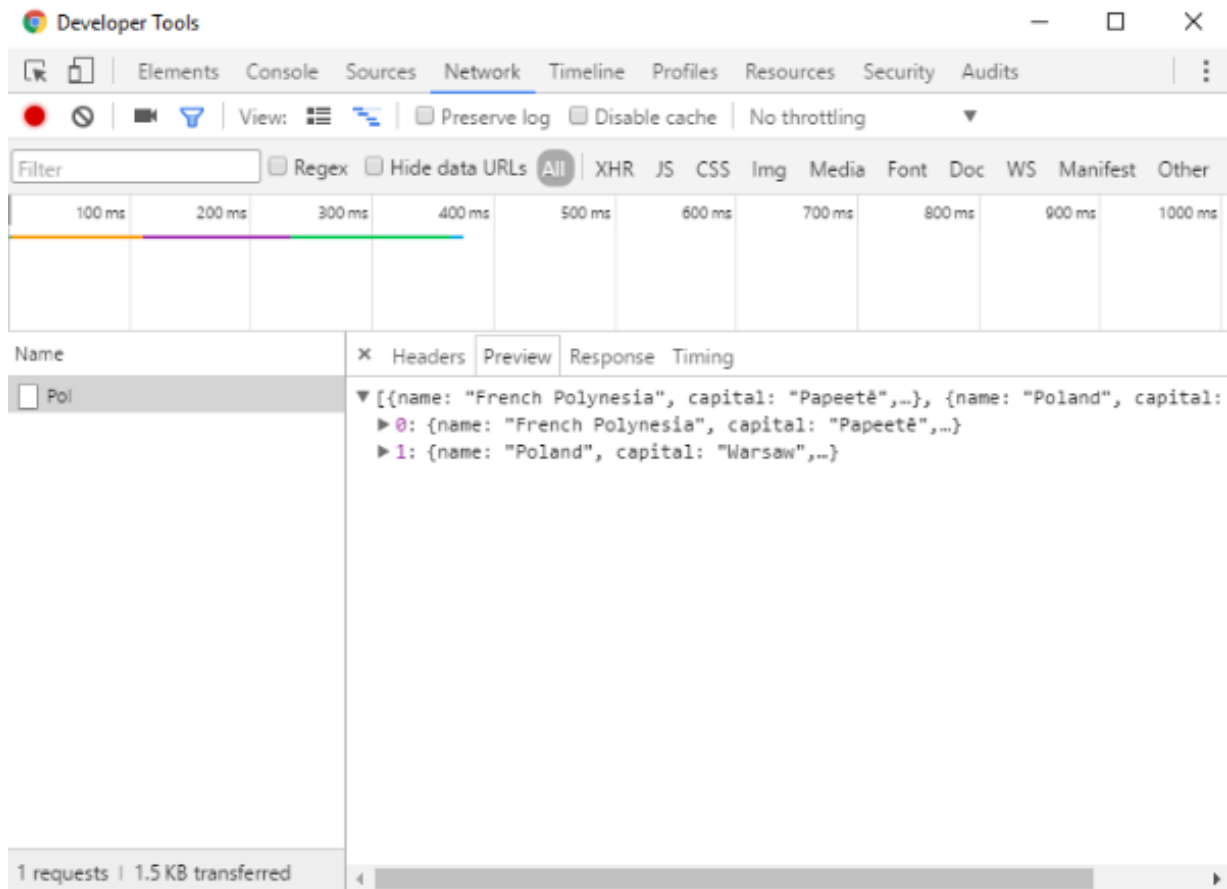 Developer Tools
Elements Console Sources Network Timeline Profiles Resources Security Audits
View: Preserve log Disable cache No throttling
Filter Regex Hide data URLs All XHR JS CSS Img Media Font Doc WS Manifest Other
100 ms 200 ms 300 ms 400 ms 500 ms 600 ms 700 ms 800 ms 900 ms 1000 ms
Name × Headers Preview Response Timing
Pol
[{name: "French Polynesia", capital: "Papeetē",…}, {name: "Poland", capital:
0: {name: "French Polynesia", capital: "Papeetē",…}
1: {name: "Poland", capital: "Warsaw",…}
1 requests | 1.5 KB transferred